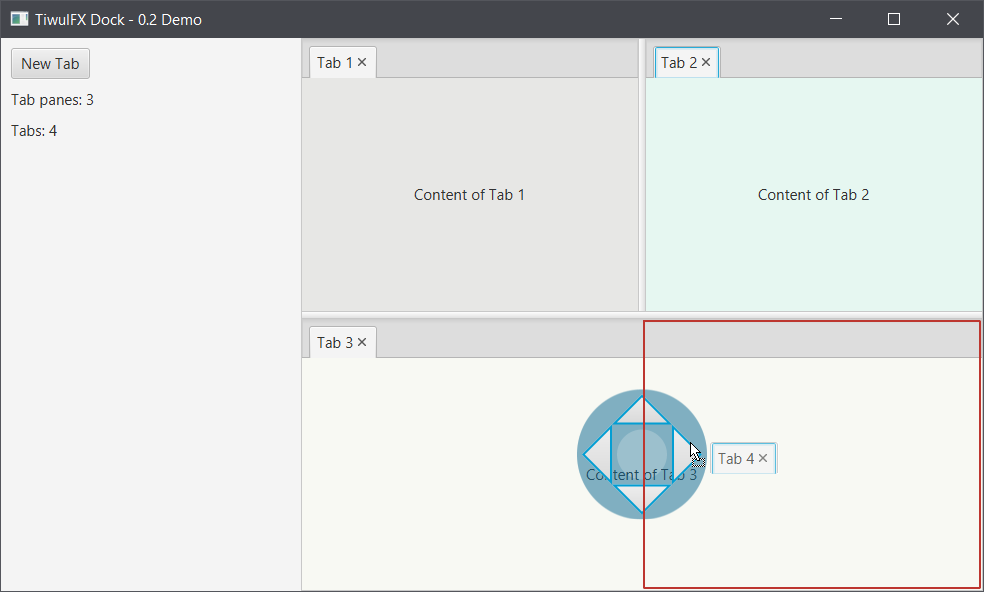 TiwulFX Dock - 0.2 Demo
New Tab
Tab panes: 3
Tabs: 4
Tab 1
Content of Tab 1
Tab 2
Content of Tab 2
Tab 3
Content of Tab 3
Tab 4